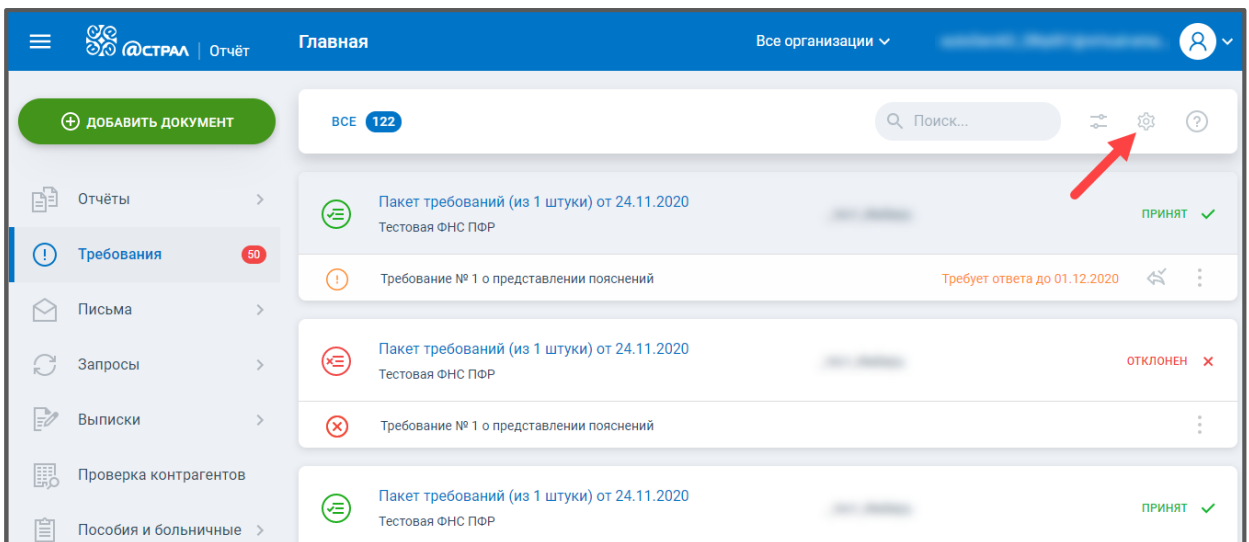 @СТРАЛ | Отчёт
Главная
Все организации
ДОБАВИТЬ ДОКУМЕНТ
ВСЕ 122
Поиск...
Отчёты
Требования 50
Письма
Запросы
Выписки
Проверка контрагентов
Пособия и больничные
Пакет требований (из 1 штуки) от 24.11.2020
Тестовая ФНС ПФР
ПРИНЯТ
Требование № 1 о представлении пояснений
Требует ответа до 01.12.2020
Пакет требований (из 1 штуки) от 24.11.2020
Тестовая ФНС ПФР
ОТКЛОНЕН
Требование № 1 о представлении пояснений
Пакет требований (из 1 штуки) от 24.11.2020
Тестовая ФНС ПФР
ПРИНЯТ